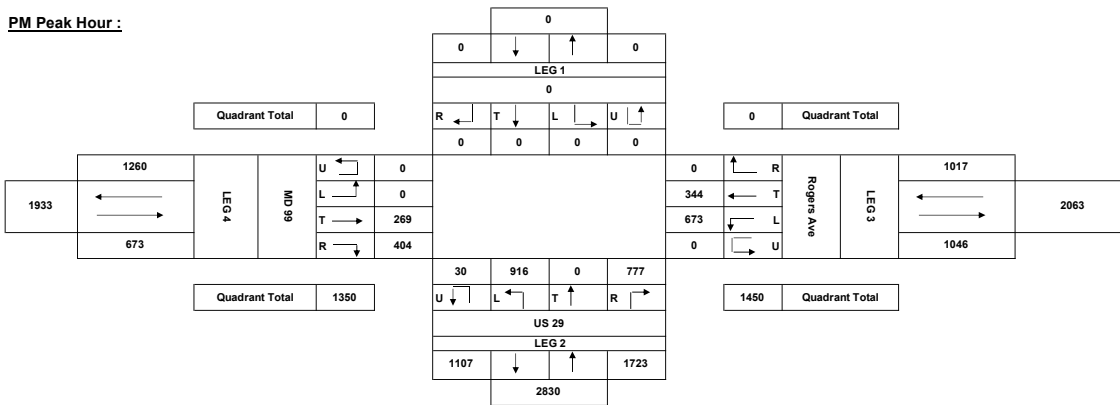 PM Peak Hour :
0
0 0
LEG 1
0
Quadrant Total 0
R T L U
0 Quadrant Total
0 0 0 0
1260
U 0
0 R
1017
1933
LEG 4
MD 99
L 0
344 T
Rogers Ave
LEG 3
2063
T 269
673 L
673
R 404
0 U
1046
30 916 0 777
Quadrant Total 1350
U L T R
1450 Quadrant Total
US 29
LEG 2
1107 1723
2830